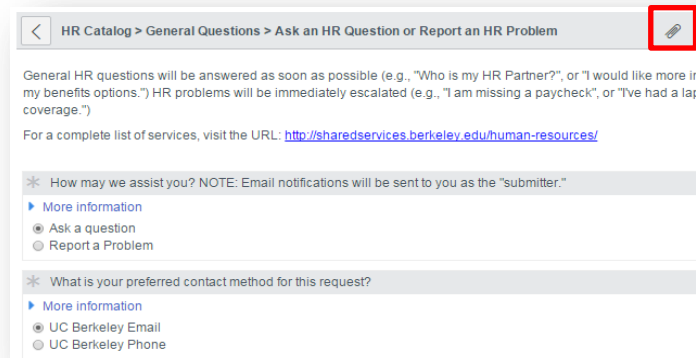 HR Catalog > General Questions > Ask an HR Question or Report an HR Problem
General HR questions will be answered as soon as possible (e.g., "Who is my HR Partner?", or "I would like more
my benefits options.") HR problems will be immediately escalated (e.g., "I am missing a paycheck", or "I've had a
coverage.")
For a complete list of services, visit the URL: http://sharedservices.berkeley.edu/human-resources/
How may we assist you? NOTE: Email notifications will be sent to you as the "submitter."
More information
Ask a question
Report a Problem
What is your preferred contact method for this request?
More information
UC Berkeley Email
UC Berkeley Phone